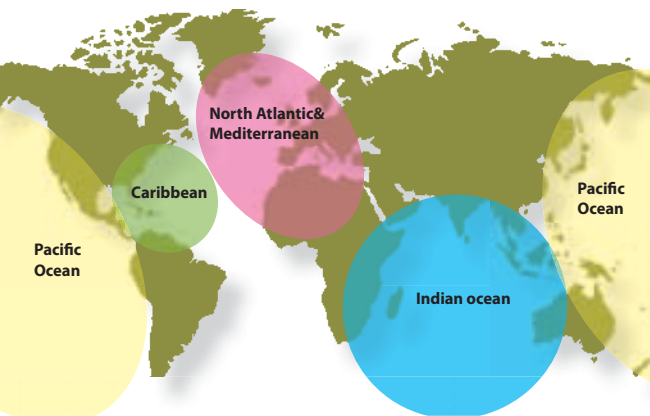 North Atlantic&
Mediterranean
Caribbean
Pacific
Ocean
Pacific
Ocean
Indian ocean